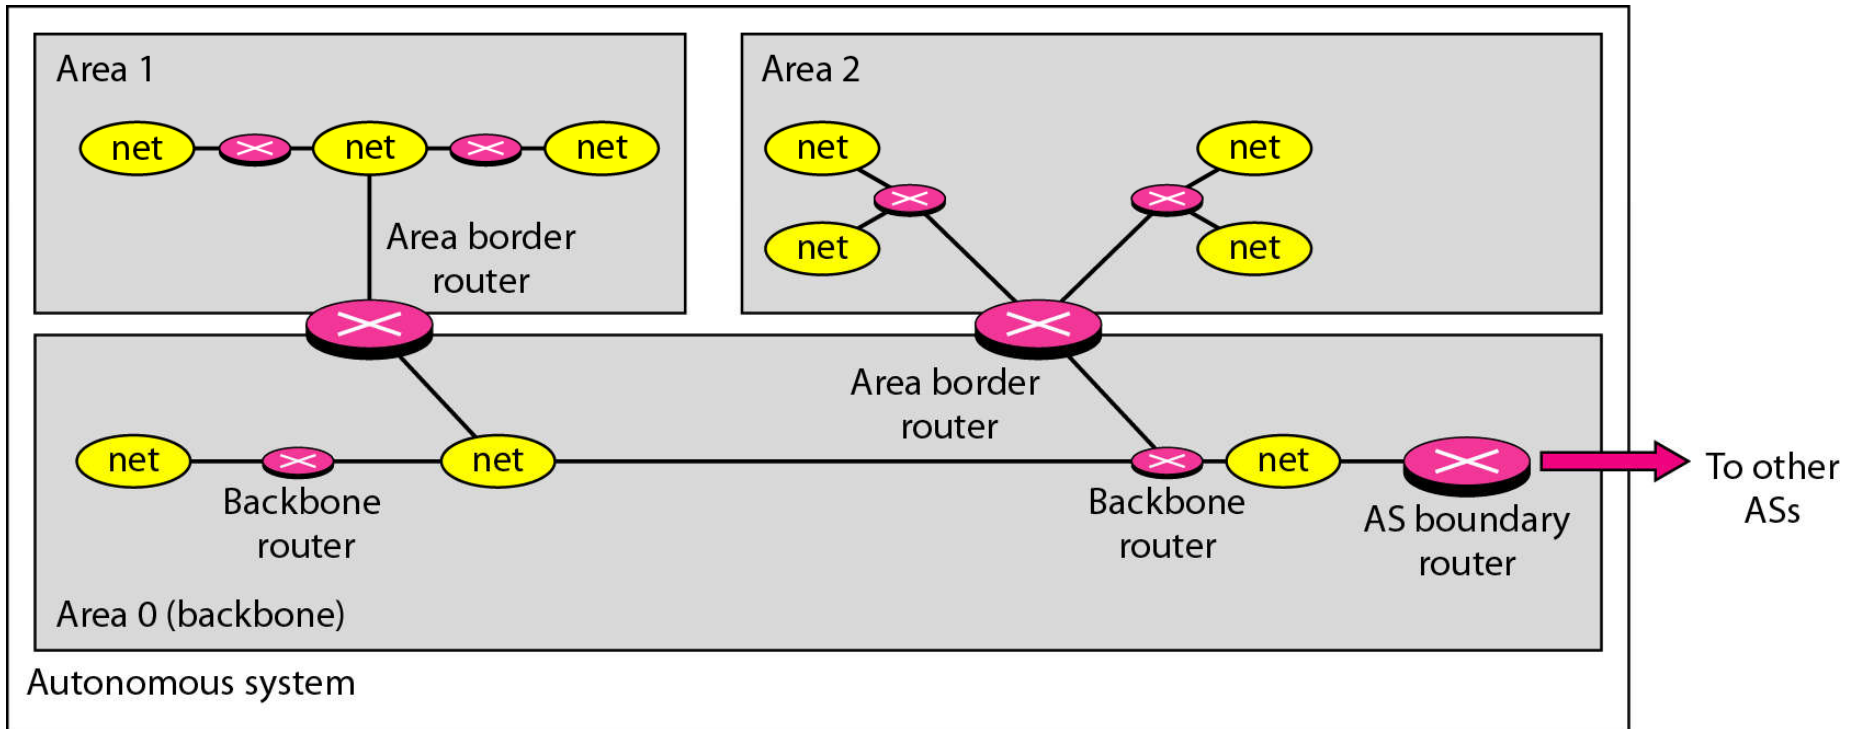 Area 1
net
net
net
Area border
router
Area 2
net
net
net
net
Area border
router
net
Backbone
router
net
Backbone
router
net
AS boundary
router
To other
ASs
Area 0 (backbone)
Autonomous system